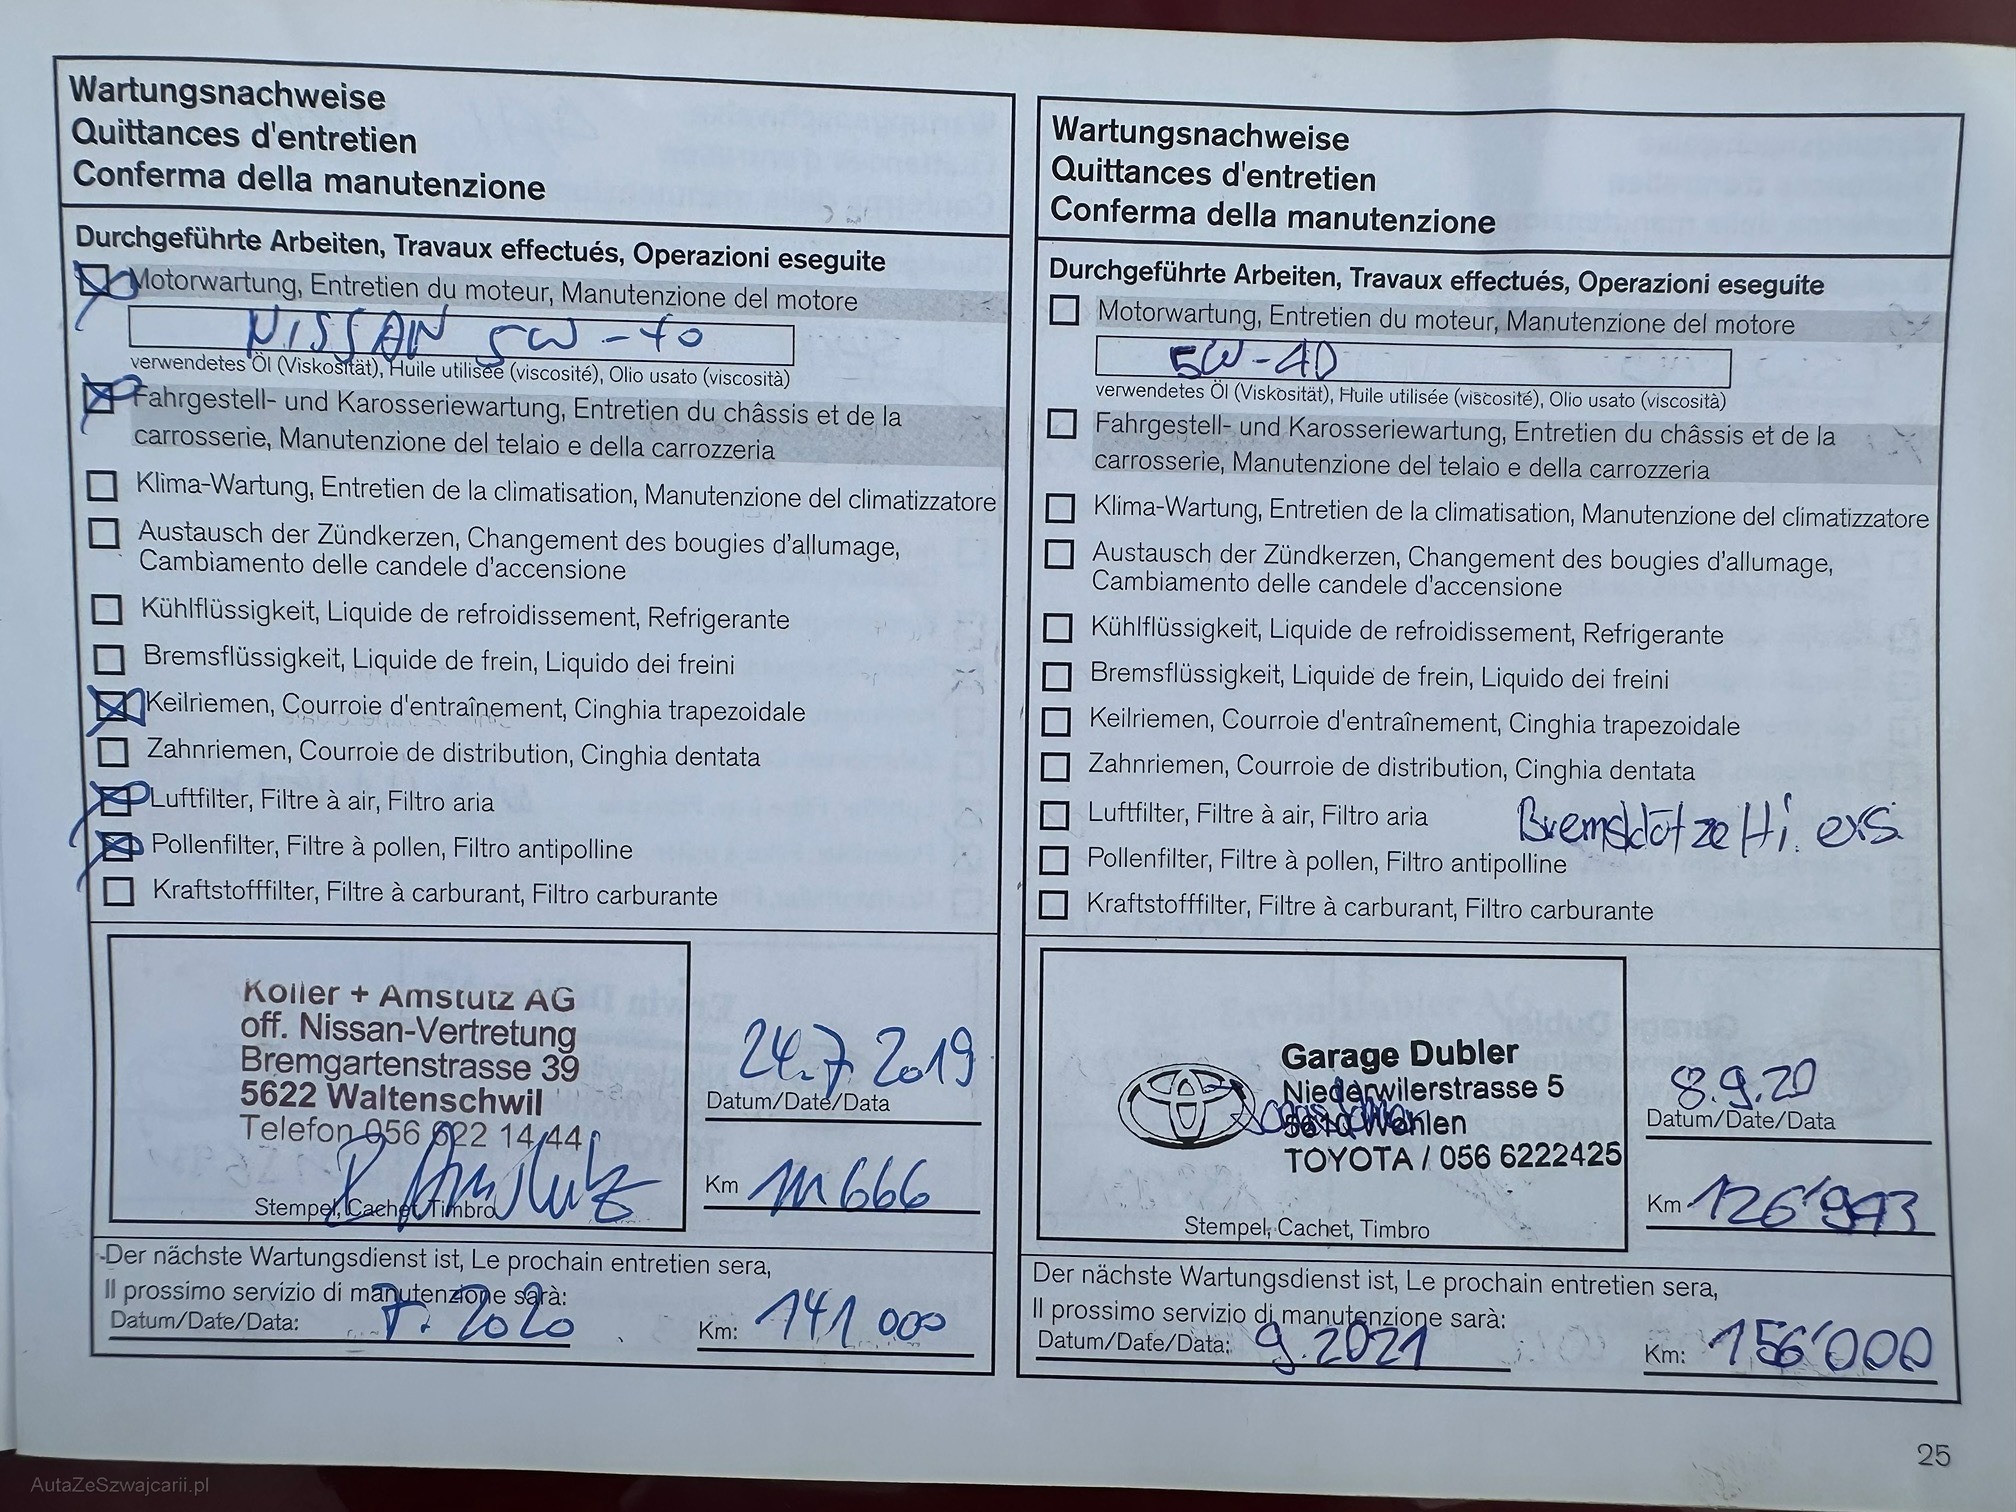 Wartungsnachweise
Quittances d'entretien
Conferma della manutenzione
Durchgeführte Arbeiten, Travaux effectués, Operazioni eseguite
Motorwartung, Entretien du moteur, Manutenzione del motore
NISSAN 5W-40
verwendetes Öl (Viskosität), Huile utilisée (viscosité), Olio usato (viscosità)
Fahrgestell- und Karosseriewartung, Entretien du châssis et de la
carrosserie, Manutenzione del telaio e della carrozzeria
Klima-Wartung, Entretien de la climatisation, Manutenzione del climatizzatore
Austausch der Zündkerzen, Changement des bougies d'allumage,
Cambiamento delle candele d'accensione
Kühlflüssigkeit, Liquide de refroidissement, Refrigerante
Bremsflüssigkeit, Liquide de frein, Liquido dei freini
Keilriemen, Courroie d'entraînement, Cinghia trapezoidale
Zahnriemen, Courroie de distribution, Cinghia dentata
Luftfilter, Filtre à air, Filtro aria
Pollenfilter, Filtre à pollen, Filtro antipolline
Kraftstofffilter, Filtre à carburant, Filtro carburante
Koller + Amstutz AG
off. Nissan-Vertretung
Bremgartenstrasse 39
5622 Waltenschwil
Telefon 056 622 14 44
Stempel, Cachet, Timbro
24.7 2019
Datum/Date/Data
Km 111 666
Der nächste Wartungsdienst ist, Le prochain entretien sera,
Il prossimo servizio di manutenzione sarà:
Datum/Date/Data: 7. 2020 Km: 141 000
Wartungsnachweise
Quittances d'entretien
Conferma della manutenzione
Durchgeführte Arbeiten, Travaux effectués, Operazioni eseguite
Motorwartung, Entretien du moteur, Manutenzione del motore
5W-40
verwendetes Öl (Viskosität), Huile utilisée (viscosité), Olio usato (viscosità)
Fahrgestell- und Karosseriewartung, Entretien du châssis et de la
carrosserie, Manutenzione del telaio e della carrozzeria
Klima-Wartung, Entretien de la climatisation, Manutenzione del climatizzatore
Austausch der Zündkerzen, Changement des bougies d'allumage,
Cambiamento delle candele d'accensione
Kühlflüssigkeit, Liquide de refroidissement, Refrigerante
Bremsflüssigkeit, Liquide de frein, Liquido dei freini
Keilriemen, Courroie d'entraînement, Cinghia trapezoidale
Zahnriemen, Courroie de distribution, Cinghia dentata
Luftfilter, Filtre à air, Filtro aria
Pollenfilter, Filtre à pollen, Filtro antipolline
Kraftstofffilter, Filtre à carburant, Filtro carburante
Garage Dubler
Niederwilerstrasse 5
5610 Wohlen
TOYOTA / 056 6222425
Stempel, Cachet, Timbro
8.9.20
Datum/Date/Data
Km 126'993
Der nächste Wartungsdienst ist, Le prochain entretien sera,
Il prossimo servizio di manutenzione sarà:
Datum/Date/Data: 9.2021 Km: 156'000
25
AutaZeSzwajcarii.pl